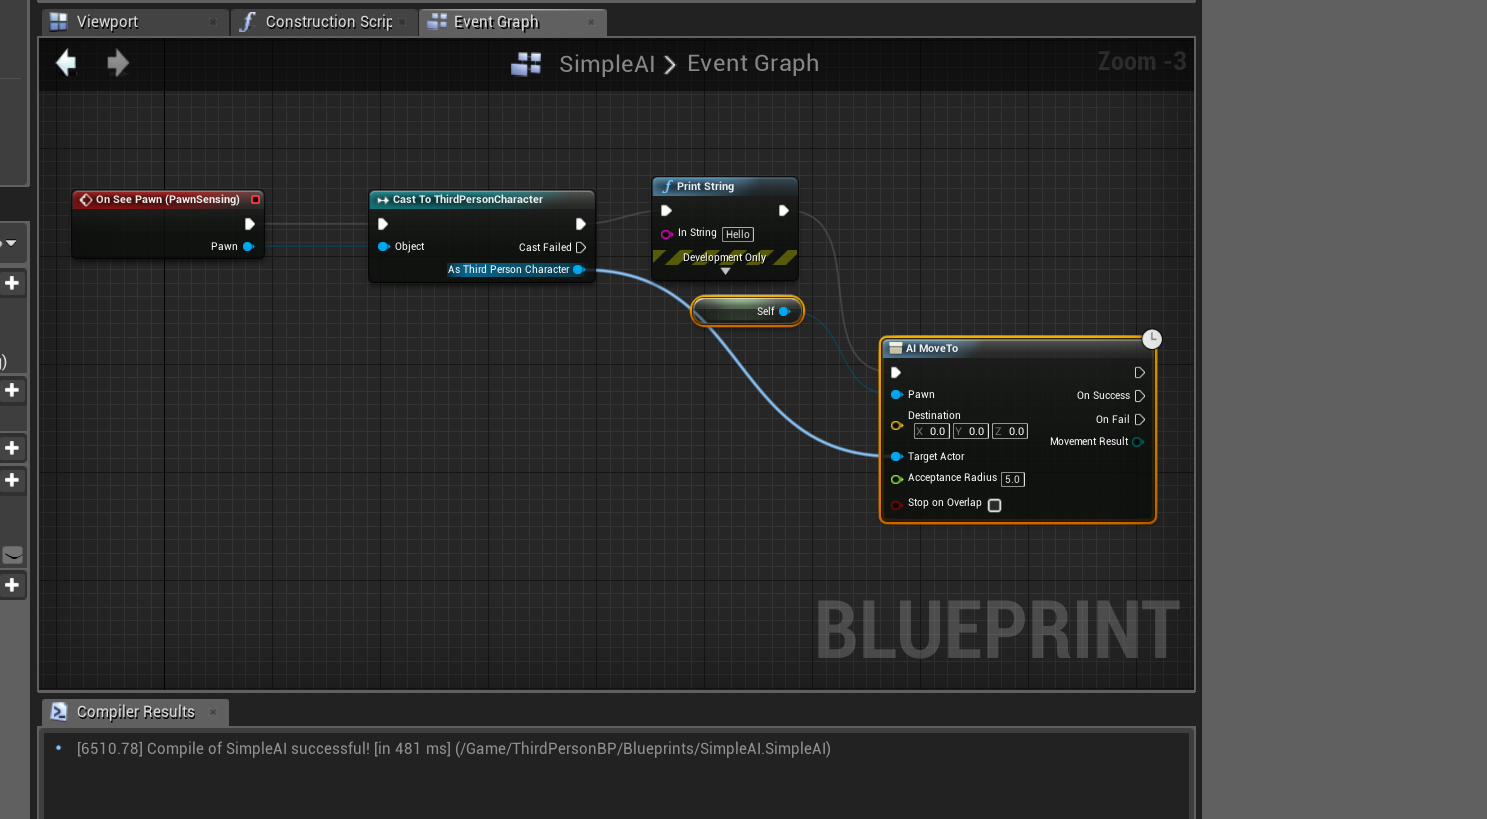 Viewport
Construction Scrip
Event Graph
SimpleAI > Event Graph
Zoom -3
On See Pawn (PawnSensing)
Pawn
Cast To ThirdPersonCharacter
Object
Cast Failed
As Third Person Character
Print String
In String Hello
Development Only
Self
AI MoveTo
Pawn
On Success
Destination
X 0.0 Y 0.0 Z 0.0
On Fail
Movement Result
Target Actor
Acceptance Radius 5.0
Stop on Overlap
BLUEPRINT
Compiler Results
[6510.78] Compile of SimpleAI successful! [in 481 ms] (/Game/ThirdPersonBP/Blueprints/SimpleAI.SimpleAI)